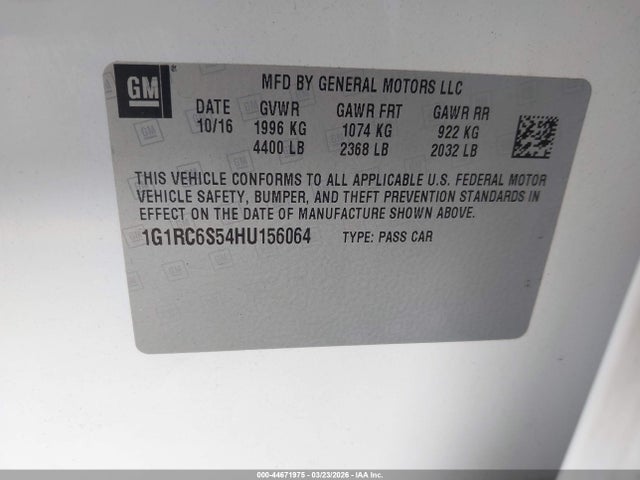 GM
MFD BY GENERAL MOTORS LLC
DATE GVWR GAWR FRT GAWR RR
10/16 1996 KG 1074 KG 922 KG
4400 LB 2368 LB 2032 LB
THIS VEHICLE CONFORMS TO ALL APPLICABLE U.S. FEDERAL MOTOR
VEHICLE SAFETY, BUMPER, AND THEFT PREVENTION STANDARDS IN
EFFECT ON THE DATE OF MANUFACTURE SHOWN ABOVE.
1G1RC6S54HU156064 TYPE: PASS CAR
000-44671975 - 03/23/2026 - IAA Inc.